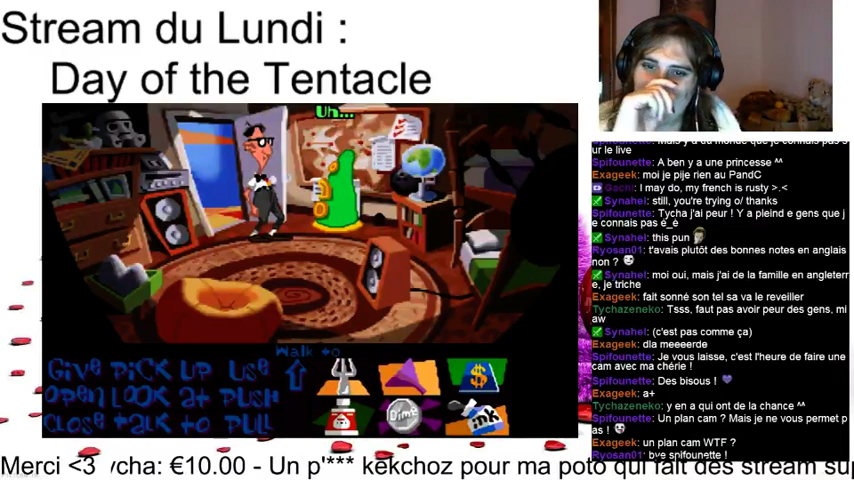 Stream du Lundi :
Day of the Tentacle
Uh...
Walk to
Give Pick up Use
Open Look at Push
Close Talk to Pull
Dime
ink
ur le live
Spifounette: A ben y a une princesse ^^
Exageek: moi je pije rien au PandC
I may do, my french is rusty >.<
Synahel: still, you're trying o/ thanks
Spifounette: Tycha j'ai peur ! Y a pleind e gens que j
e connais pas é_è
Synahel: this pun
Ryosan01: t'avais plutôt des bonnes notes en anglais
non ?
Synahel: moi oui, mais j'ai de la famille en angleterr
e, je triche
Exageek: fait sonné son tel sa va le reveiller
Tychazeneko: Tsss, faut pas avoir peur des gens, mi
aw
Synahel: (c'est pas comme ça)
Exageek: dla meeeerde
Spifounette: Je vous laisse, c'est l'heure de faire une
cam avec ma chérie !
Spifounette: Des bisous !
Exageek: a+
Tychazeneko: y en a qui ont de la chance ^^
Spifounette: Un plan cam ? Mais je ne vous permet p
as !
Exageek: un plan cam WTF ?
Ryosan01: bye spifounette !
Merci <3 ycha: €10.00 - Un p'*** kekchoz pour ma poto qui fait des stream sup